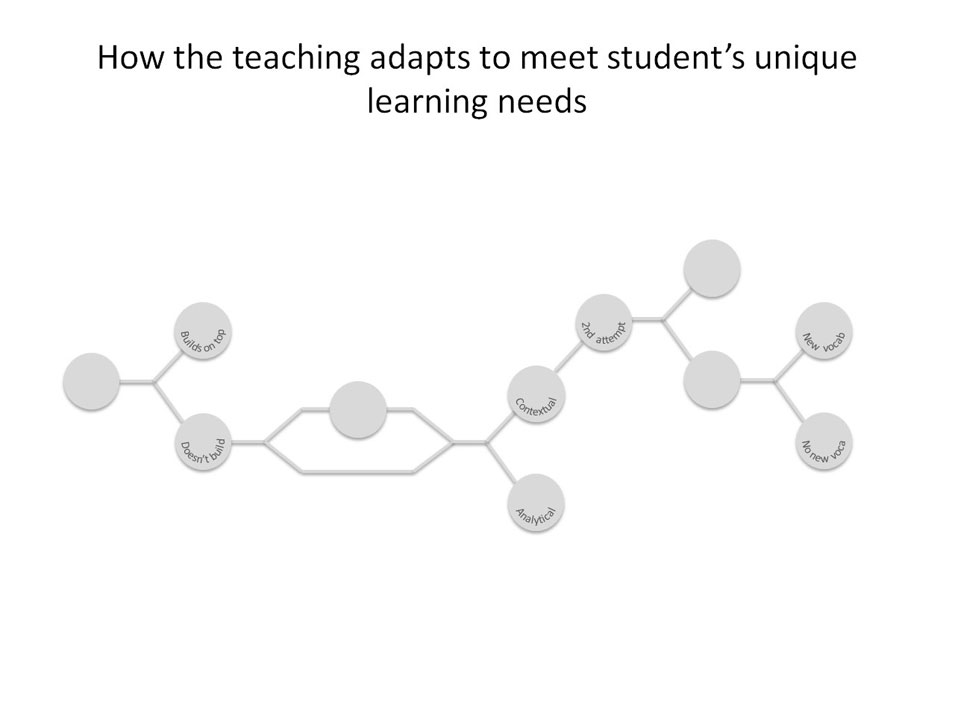 How the teaching adapts to meet student’s unique
learning needs
Builds on top
Doesn't build
Contextual
Analytical
2nd attempt
New vocab
No new voca